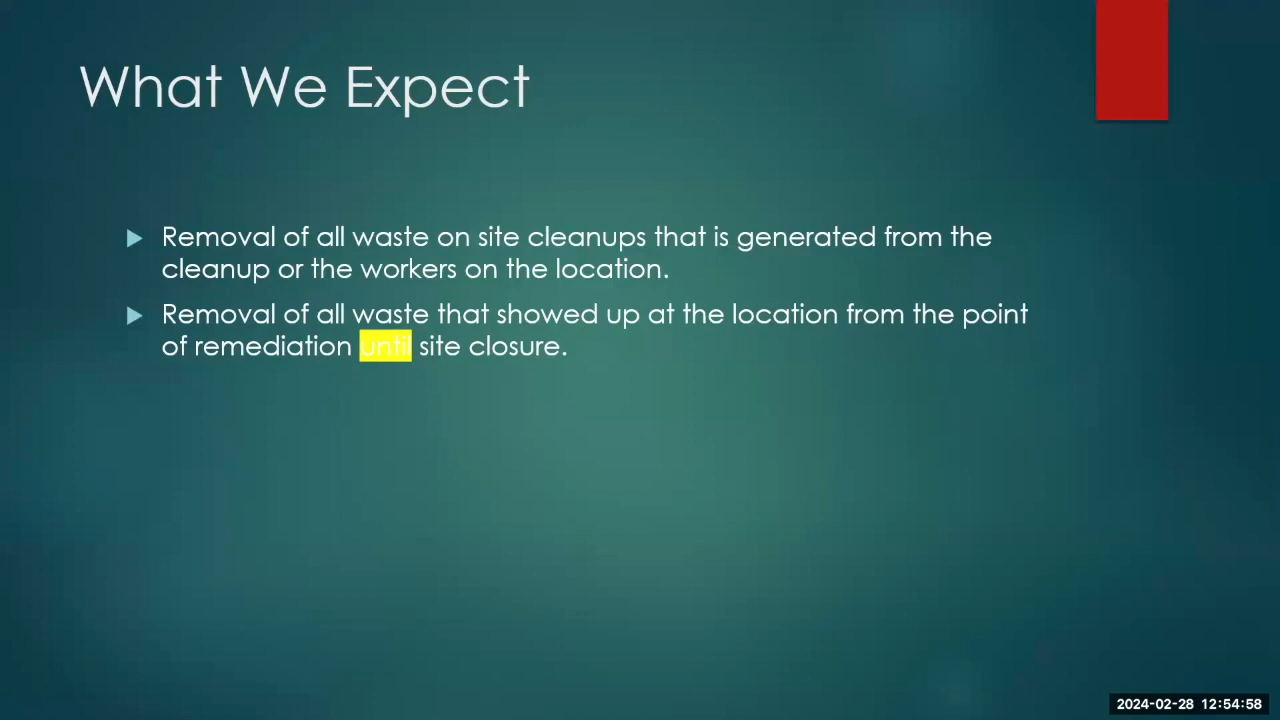 What We Expect
Removal of all waste on site cleanups that is generated from the
cleanup or the workers on the location.
Removal of all waste that showed up at the location from the point
of remediation until site closure.
2024-02-28 12:54:58